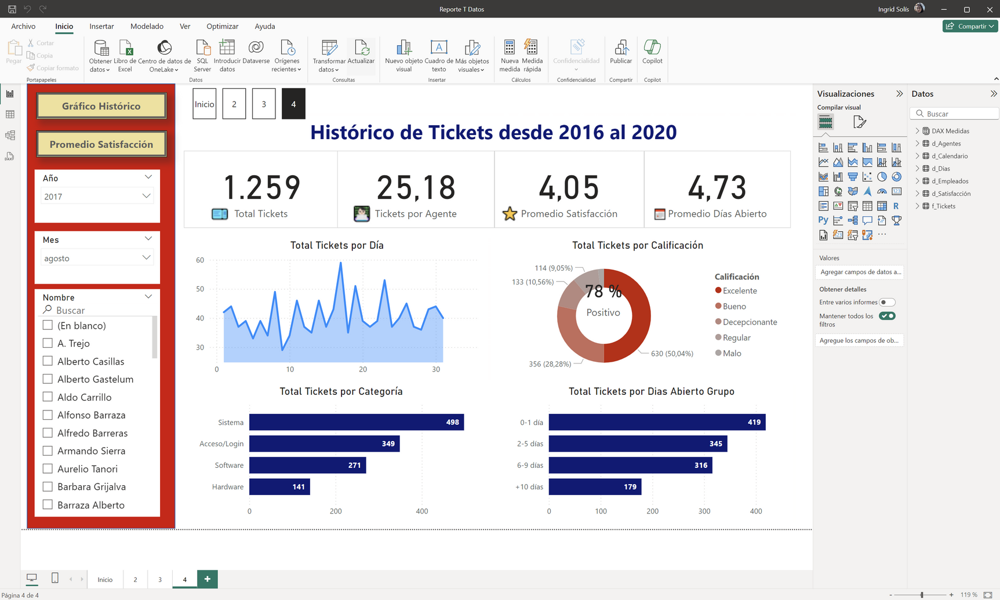 Reporte T Datos
Ingrid Solís
Archivo
Inicio
Insertar
Modelado
Ver
Optimizar
Ayuda
Compartir
Pegar
Cortar
Copia
Copiar formato
Portapapeles
Obtener datos
Libro de Excel
Centro de datos de OneLake
SQL Server
Introducir datos
Dataverse
Orígenes recientes
Datos
Transformar datos
Actualizar
Consultas
Nuevo objeto visual
Cuadro de texto
Más objetos visuales
Insertar
Nueva medida
Medida rápida
Cálculos
Confidencialidad
Confidencialidad
Publicar
Compartir
Copilot
Copilot
Gráfico Histórico
Promedio Satisfacción
Año
2017
Mes
agosto
Nombre
Buscar
(En blanco)
A. Trejo
Alberto Casillas
Alberto Gastelum
Aldo Carrillo
Alfonso Barraza
Alfredo Barreras
Armando Sierra
Aurelio Tanori
Barbara Grijalva
Barraza Alberto
Inicio
2
3
4
Histórico de Tickets desde 2016 al 2020
1.259
Total Tickets
25,18
Tickets por Agente
4,05
Promedio Satisfacción
4,73
Promedio Días Abierto
Total Tickets por Día
60
50
40
30
0
10
20
30
Total Tickets por Calificación
114 (9,05%)
133 (10,56%)
78 %
Positivo
356 (28,28%)
630 (50,04%)
Calificación
Excelente
Bueno
Decepcionante
Regular
Malo
Total Tickets por Categoría
Sistema
498
Acceso/Login
349
Software
271
Hardware
141
0
200
400
Total Tickets por Dias Abierto Grupo
0-1 día
419
2-5 días
345
6-9 días
316
+10 días
179
0
100
200
300
400
Visualizaciones
Compilar visual
123
R
Py
123
Valores
Agregar campos de datos a...
Obtener detalles
Entre varios informes
Mantener todos los filtros
Agregue los campos de ob...
Datos
Buscar
DAX Medidas
d_Agentes
d_Calendario
d_Dias
d_Empleados
d_Satisfacción
f_Tickets
Inicio
2
3
4
Página 4 de 4
119 %